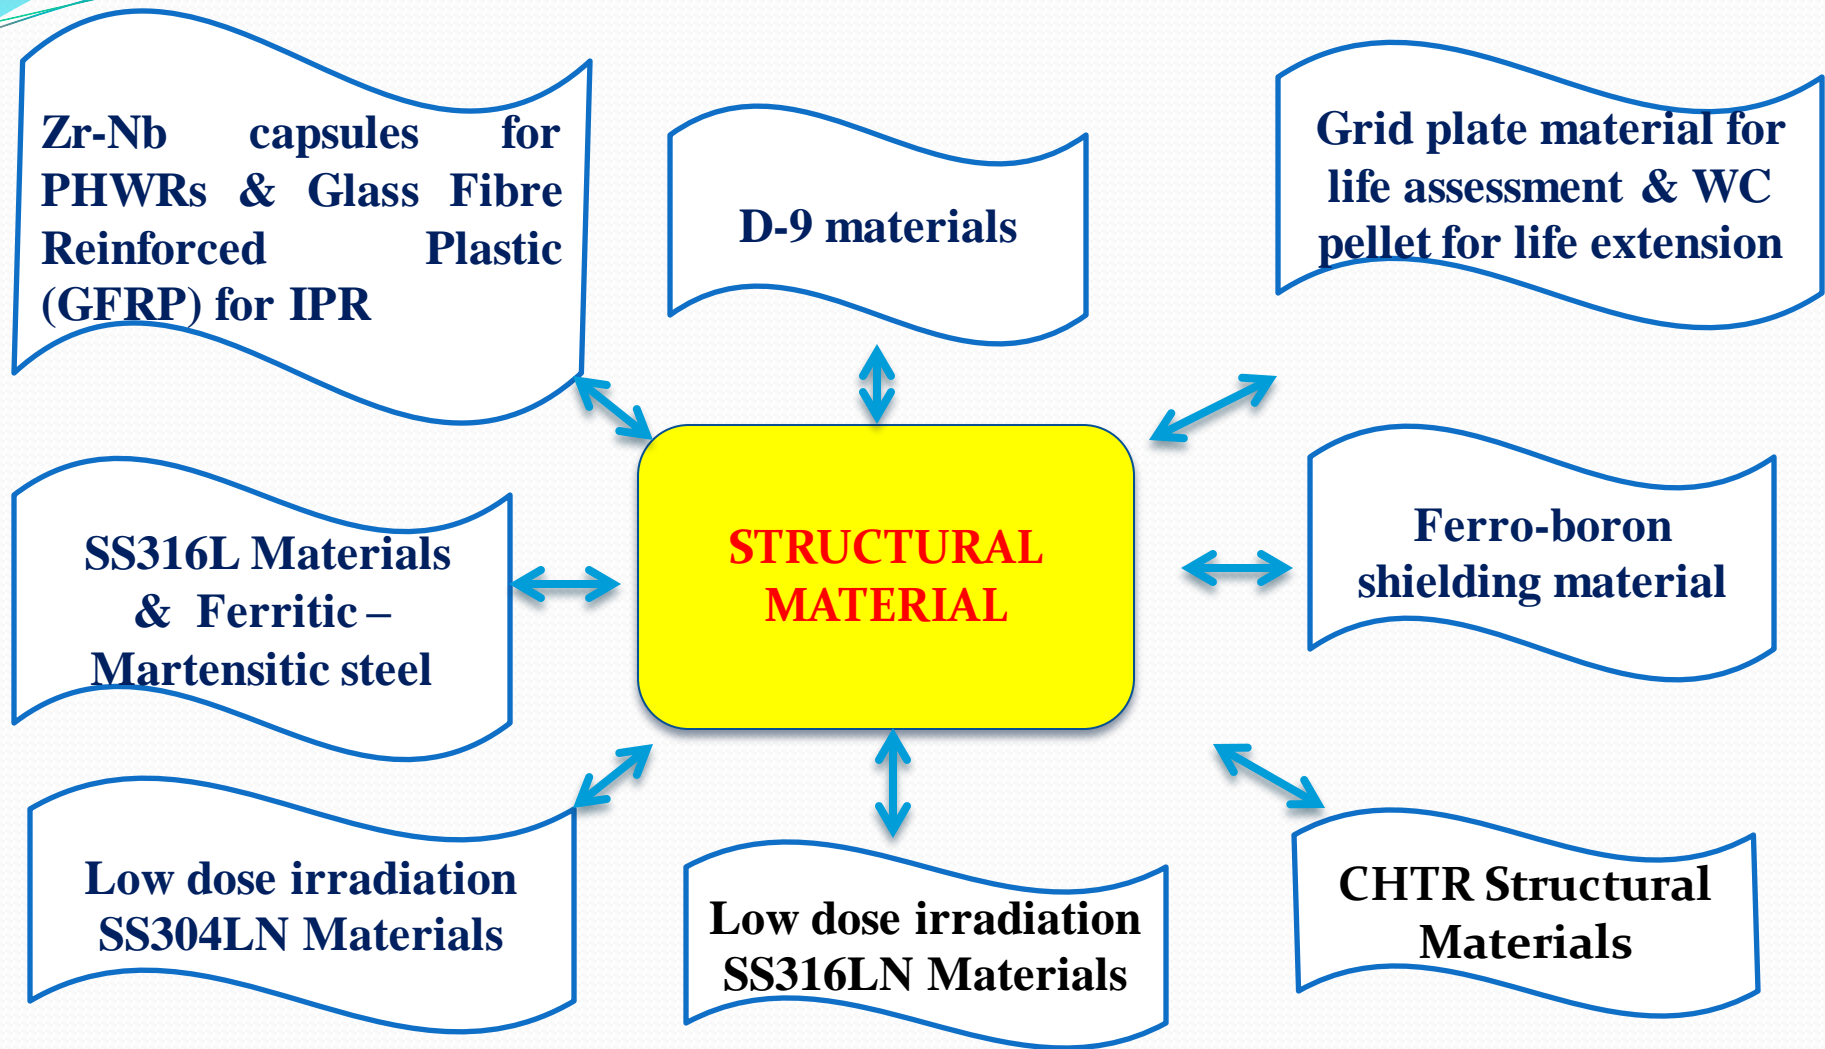 Zr-Nb capsules for
PHWRs & Glass Fibre
Reinforced Plastic
(GFRP) for IPR
D-9 materials
Grid plate material for
life assessment & WC
pellet for life extension
SS316L Materials
& Ferritic –
Martensitic steel
STRUCTURAL
MATERIAL
Ferro-boron
shielding material
Low dose irradiation
SS304LN Materials
Low dose irradiation
SS316LN Materials
CHTR Structural
Materials